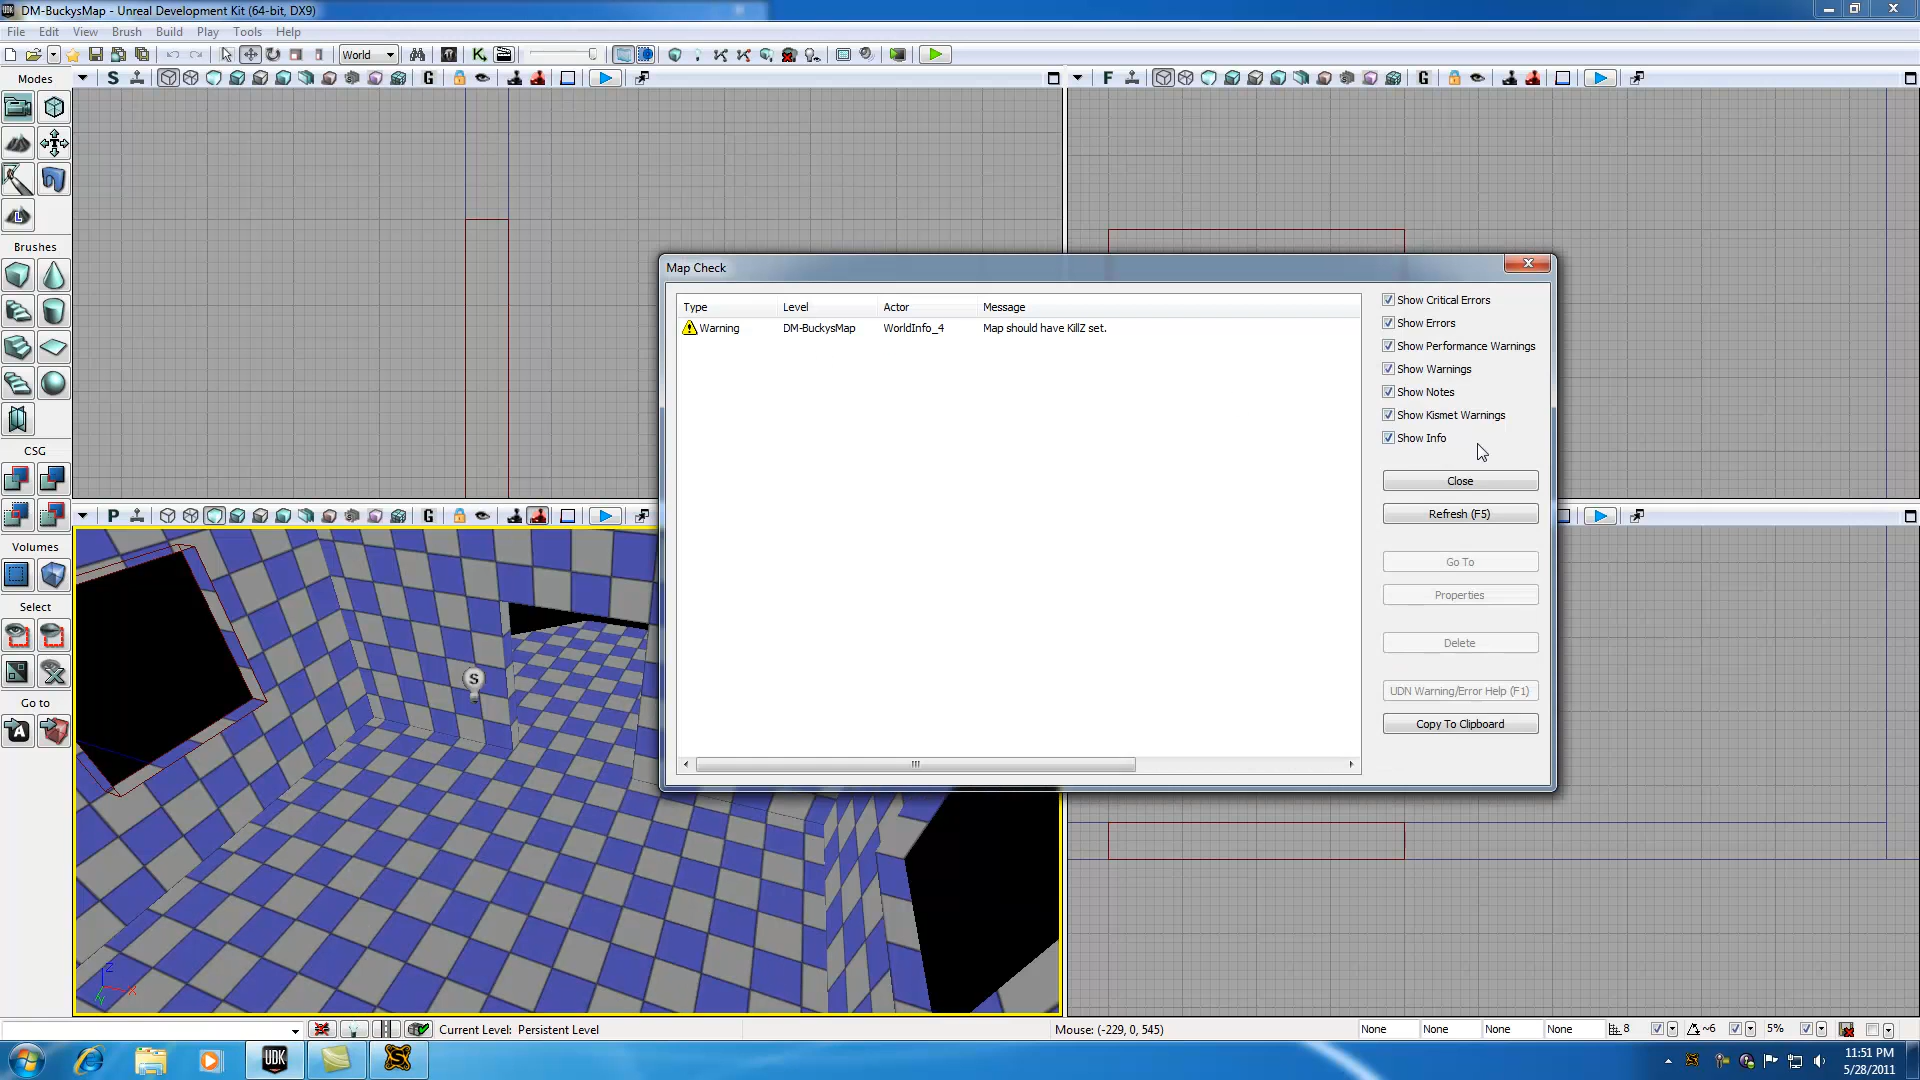 DM-BuckysMap - Unreal Development Kit (64-bit, DX9)
File Edit View Brush Build Play Tools Help
World
Modes
S
G
F
G
Brushes
CSG
Volumes
Select
Go to
Map Check
Type Level Actor Message
Warning DM-BuckysMap WorldInfo_4 Map should have KillZ set.
Show Critical Errors
Show Errors
Show Performance Warnings
Show Warnings
Show Notes
Show Kismet Warnings
Show Info
Close
Refresh (F5)
Go To
Properties
Delete
UDN Warning/Error Help (F1)
Copy To Clipboard
P
G
S
Z
X
Y
Current Level: Persistent Level
Mouse: (-229, 0, 545)
None None None None 8 ~6 5%
UDK
11:51 PM
5/28/2011